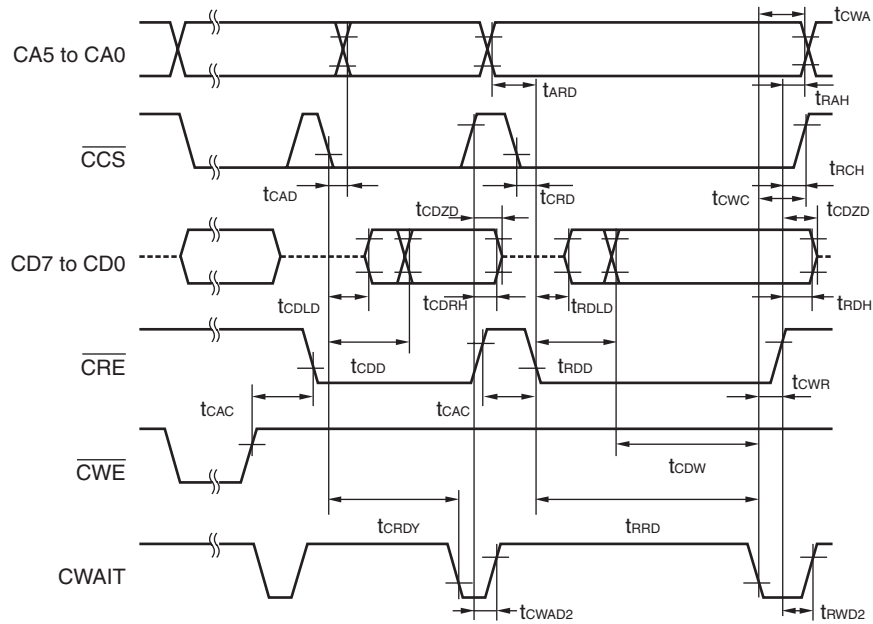 tCWA
CA5 to CA0
tARD
tRAH
CCS
tCAD
tCRD
tRCH
tCWC
tCDZD
tCDZD
CD7 to CD0
tCDLD
tCDRH
tRDLD
tRDH
CRE
tCDD
tRDD
tCWR
tCAC
tCAC
CWE
tCDW
tCRDY
tRRD
CWAIT
tCWAD2
tRWD2